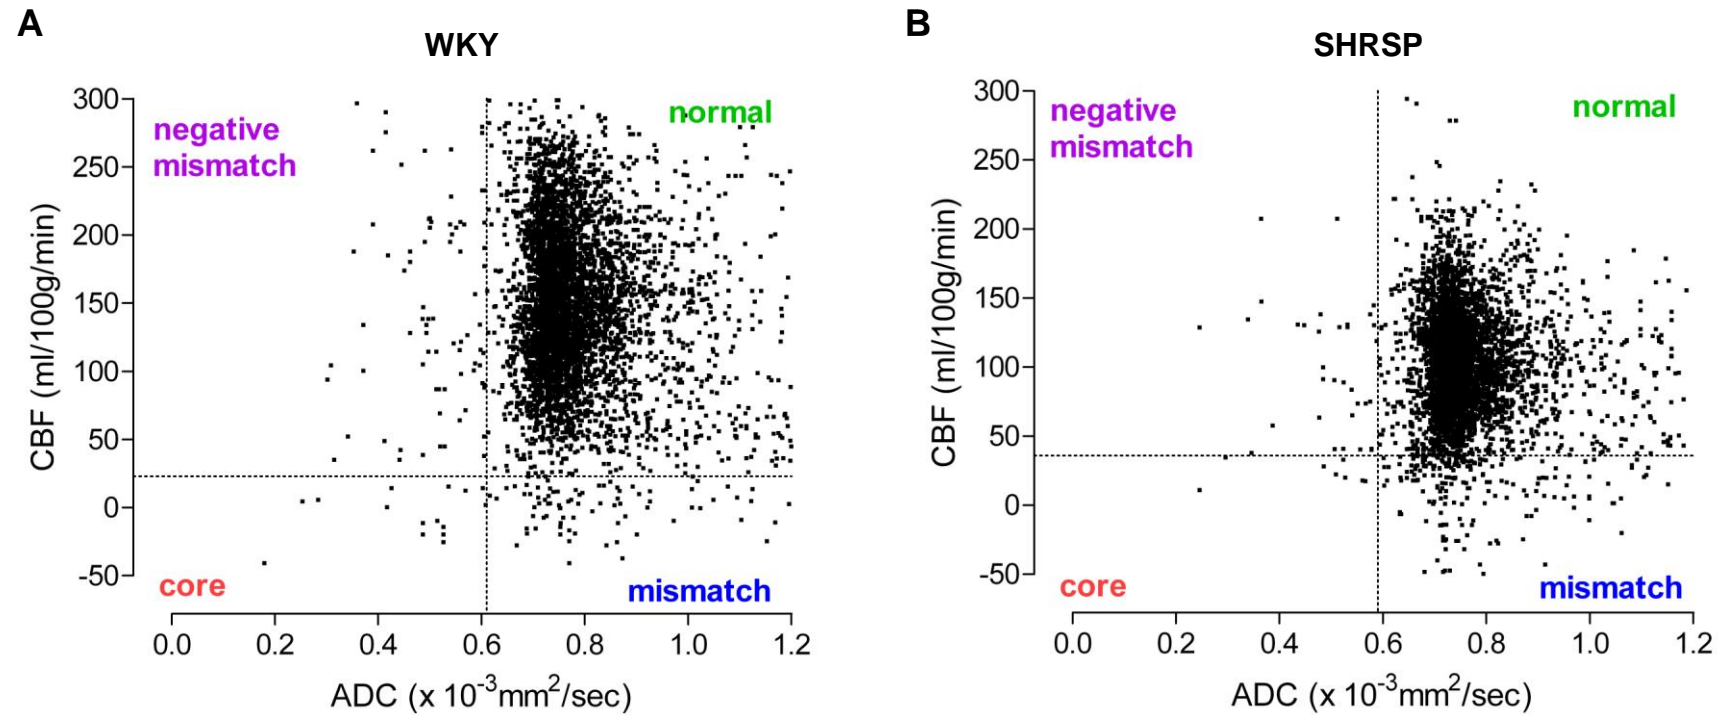 A
WKY
CBF (ml/100g/min)
300
250
200
150
100
50
0
-50
negative
mismatch
normal
core
mismatch
0.0 0.2 0.4 0.6 0.8 1.0 1.2
ADC (x 10⁻³mm²/sec)
B
SHRSP
CBF (ml/100g/min)
300
250
200
150
100
50
0
-50
negative
mismatch
normal
core
mismatch
0.0 0.2 0.4 0.6 0.8 1.0 1.2
ADC (x 10⁻³mm²/sec)